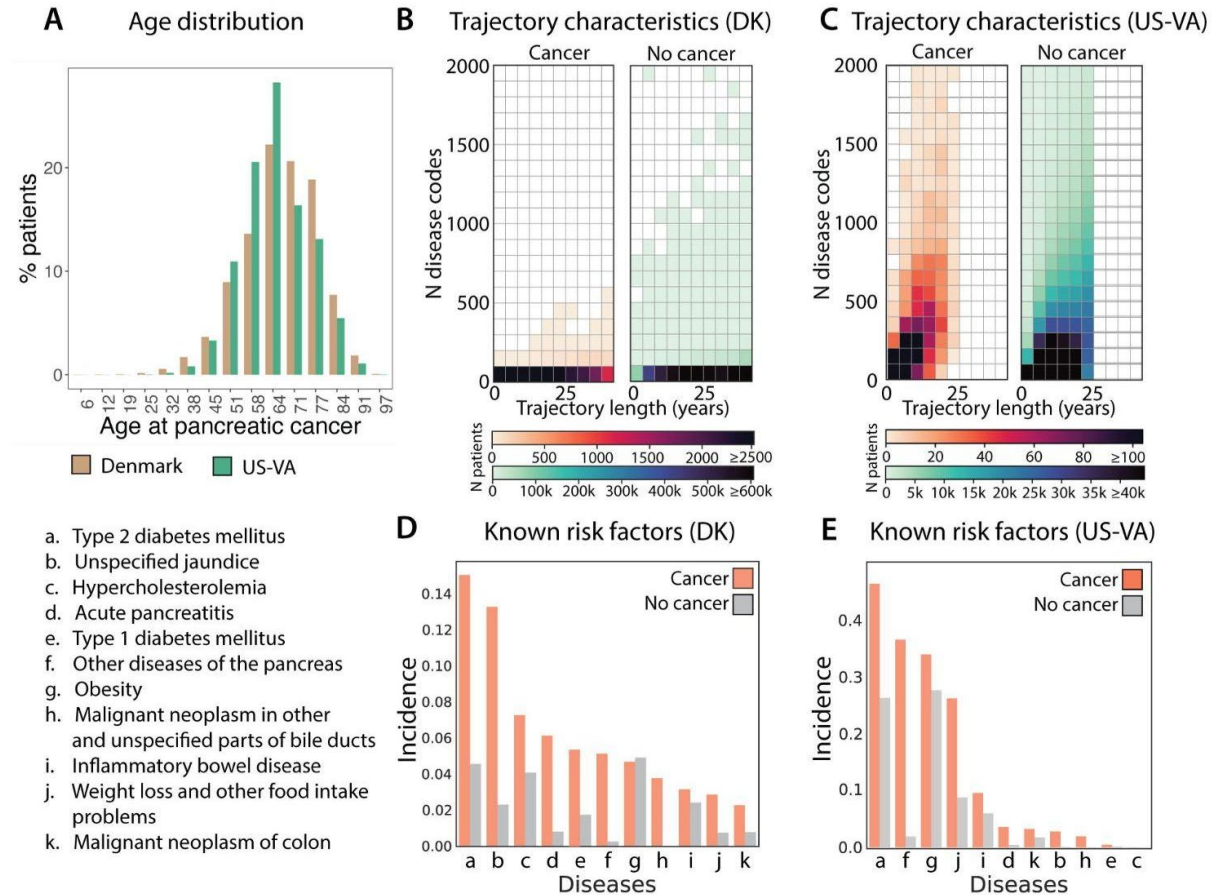 A Age distribution
% patients
20
10
0
6 12 19 25 32 38 45 51 58 64 71 77 84 91 97
Age at pancreatic cancer
Denmark US-VA
B Trajectory characteristics (DK)
Cancer No cancer
N disease codes
2000
1500
1000
500
0
0 25 0 25
Trajectory length (years)
N patients
0 500 1000 1500 2000 ≥2500
0 100k 200k 300k 400k 500k ≥600k
C Trajectory characteristics (US-VA)
Cancer No cancer
N disease codes
2000
1500
1000
500
0
0 25 0 25
Trajectory length (years)
N patients
0 20 40 60 80 ≥100
0 5k 10k 15k 20k 25k 30k 35k ≥40k
a. Type 2 diabetes mellitus
b. Unspecified jaundice
c. Hypercholesterolemia
d. Acute pancreatitis
e. Type 1 diabetes mellitus
f. Other diseases of the pancreas
g. Obesity
h. Malignant neoplasm in other
and unspecified parts of bile ducts
i. Inflammatory bowel disease
j. Weight loss and other food intake
problems
k. Malignant neoplasm of colon
D Known risk factors (DK)
Cancer
No cancer
Incidence
0.14
0.12
0.10
0.08
0.06
0.04
0.02
0.00
a b c d e f g h i j k
Diseases
E Known risk factors (US-VA)
Cancer
No cancer
Incidence
0.4
0.3
0.2
0.1
0.0
a f g j i d k b h e c
Diseases